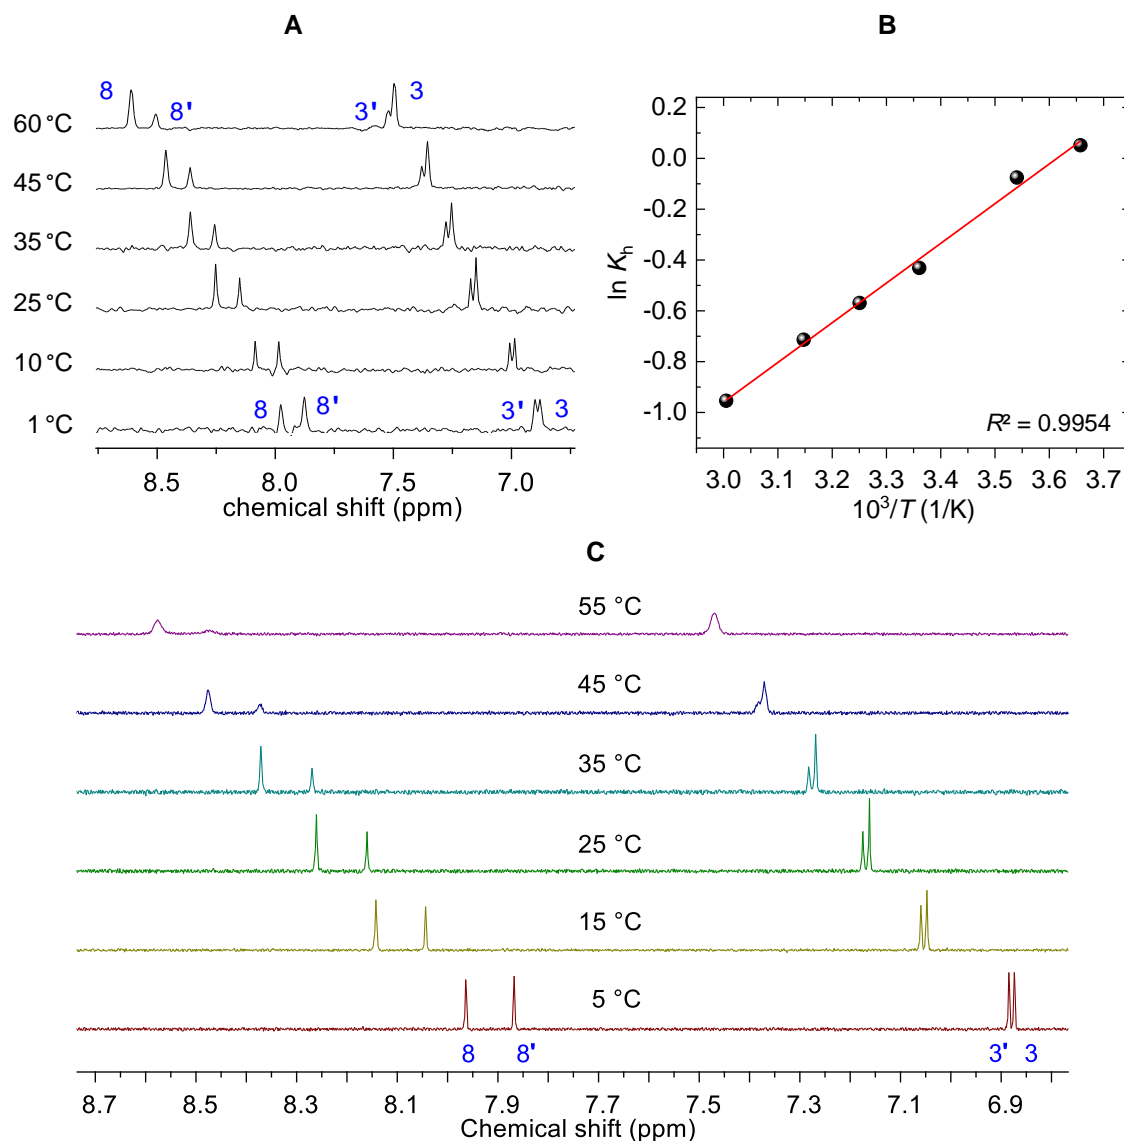 A
8
8'
3'
3
60 °C
45 °C
35 °C
25 °C
10 °C
8
8'
3'
3
1 °C
8.5
8.0
7.5
7.0
chemical shift (ppm)
B
0.2
0.0
-0.2
-0.4
-0.6
-0.8
-1.0
ln Kh
R² = 0.9954
3.0
3.1
3.2
3.3
3.4
3.5
3.6
3.7
10³/T (1/K)
C
55 °C
45 °C
35 °C
25 °C
15 °C
5 °C
8
8'
3'
3
8.7
8.5
8.3
8.1
7.9
7.7
7.5
7.3
7.1
6.9
Chemical shift (ppm)